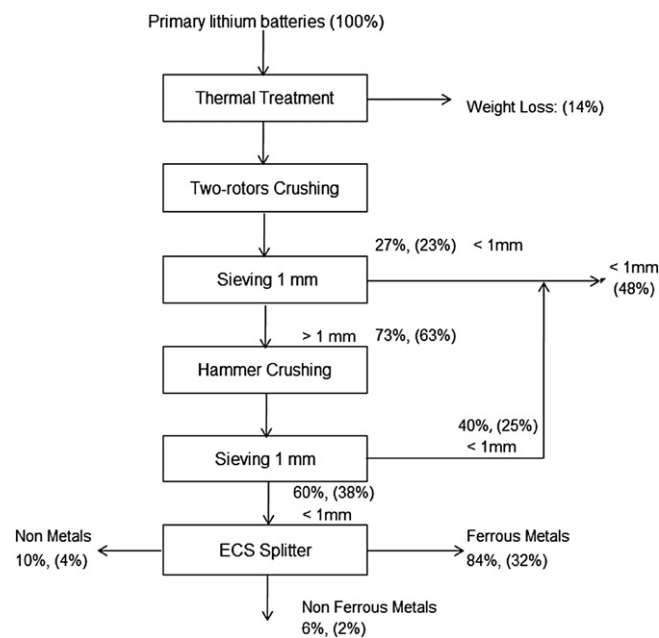 Primary lithium batteries (100%)
Thermal Treatment
Weight Loss: (14%)
Two-rotors Crushing
27%, (23%) < 1mm
Sieving 1 mm
< 1mm
(48%)
> 1 mm 73%, (63%)
Hammer Crushing
40%, (25%)
< 1mm
Sieving 1 mm
60%, (38%)
< 1mm
Non Metals
10%, (4%)
ECS Splitter
Ferrous Metals
84%, (32%)
Non Ferrous Metals
6%, (2%)